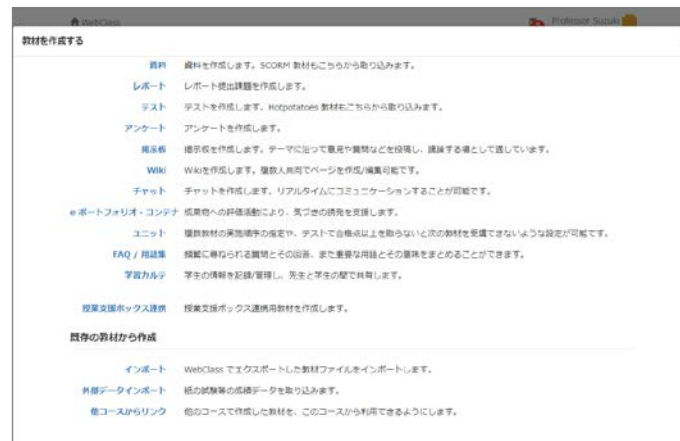 WebClass Professor Suzuki
教材を作成する
資料 資料を作成します。SCORM 教材もこちらから取り込みます。
レポート レポート提出課題を作成します。
テスト テストを作成します。Hotpotatoes 教材もこちらから取り込みます。
アンケート アンケートを作成します。
掲示板 掲示板を作成します。テーマに沿って意見や質問などを投稿し、議論する場として適しています。
Wiki Wikiを作成します。複数人共同でページを作成/編集可能です。
チャット チャットを作成します。リアルタイムにコミュニケーションすることが可能です。
e ポートフォリオ・コンテナ 成果物への評価活動により、気づきの誘発を支援します。
ユニット 複数教材の実施順序の指定や、テストで合格点以上を取らないと次の教材を受講できないような設定が可能です。
FAQ / 用語集 頻繁に尋ねられる質問とその回答、また重要な用語とその意味をまとめることができます。
学習カルテ 学生の情報を記録/管理し、先生と学生の間で共有します。
授業支援ボックス連携 授業支援ボックス連携用教材を作成します。
既存の教材から作成
インポート WebClass でエクスポートした教材ファイルをインポートします。
外部データインポート 紙の試験等の成績データを取り込みます。
他コースからリンク 他のコースで作成した教材を、このコースから利用できるようにします。